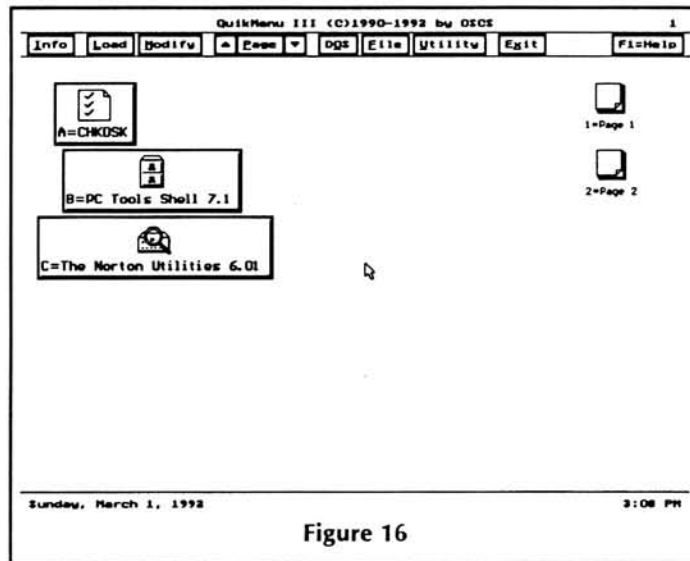 QuikMenu III (C)1990-1992 by OSCS 1
Info Load Modify Page DOS File Utility Exit F1=Help
A=CHKDSK
1=Page 1
B=PC Tools Shell 7.1
2=Page 2
C=The Norton Utilities 6.01
Sunday, March 1, 1992 3:08 PM
Figure 16